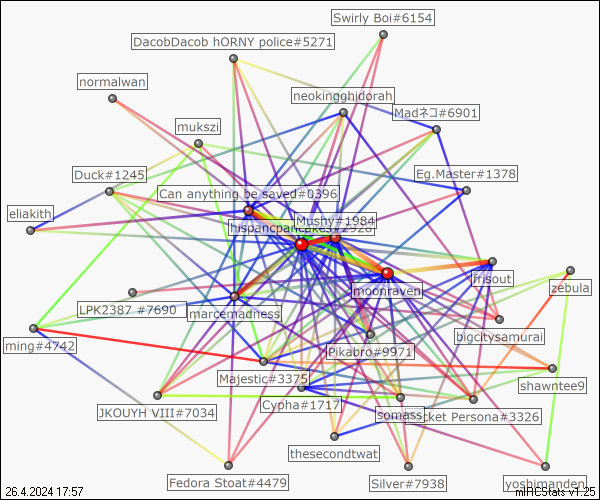 Swirly Boi#6154
DacobDacob hORNY police#5271
normalwan
neokingghidorah
Madネコ#6901
mukszi
Duck#1245
Eg.Master#1378
Can anything be saved#0396
eliakith
Mushy#1984
hispancpancakes#2928
frisout
zebula
moonraven
LPK2387 #7690
marcemadness
bigcitysamurai
ming#4742
Pikabro#9971
Majestic#3375
shawntee9
Cypha#1717
JKOUYH VIII#7034
somass
cket Persona#3326
thesecondtwat
Fedora Stoat#4479
Silver#7938
yoshimanden
26.4.2024 17:57
mIRCStats v1.25